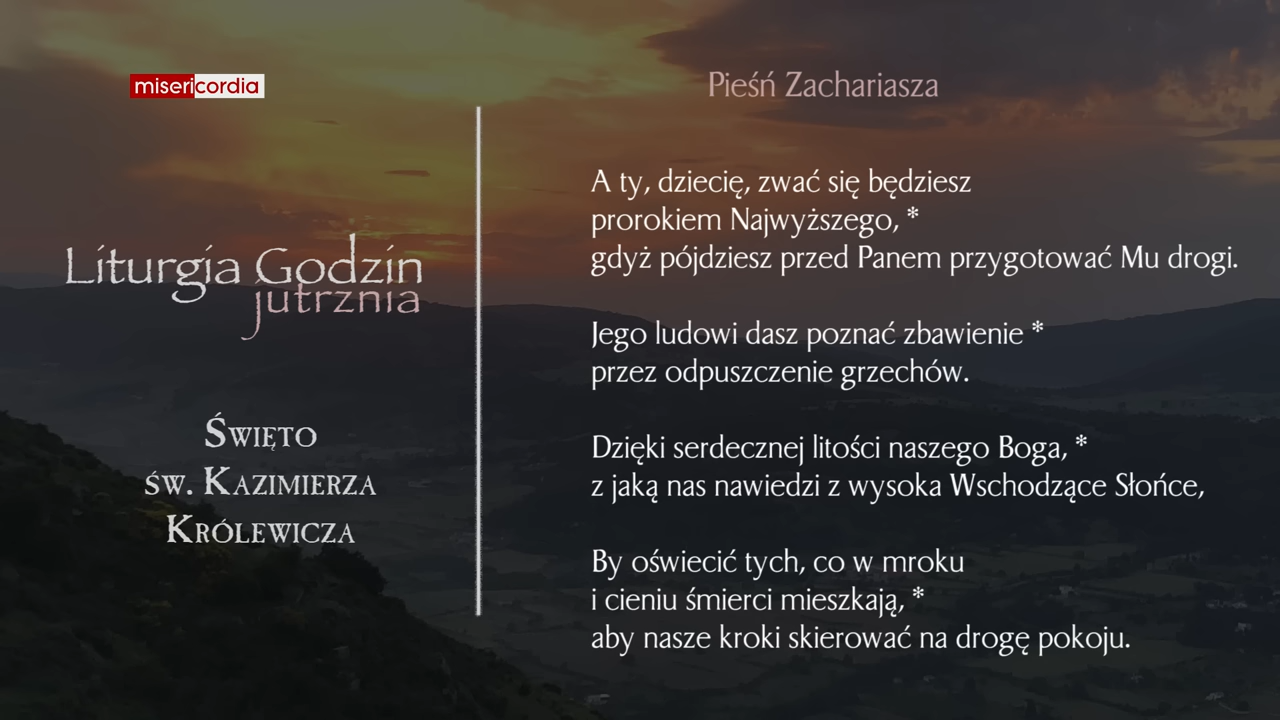 misericordia
Liturgia Godzin
jutrznia
Święto
św. Kazimierza
Królewicza
Pieśń Zachariasza
A ty, dziecię, zwać się będziesz
prorokiem Najwyższego, *
gdyż pójdziesz przed Panem przygotować Mu drogi.
Jego ludowi dasz poznać zbawienie *
przez odpuszczenie grzechów.
Dzięki serdecznej litości naszego Boga, *
z jaką nas nawiedzi z wysoka Wschodzące Słońce,
By oświecić tych, co w mroku
i cieniu śmierci mieszkają, *
aby nasze kroki skierować na drogę pokoju.